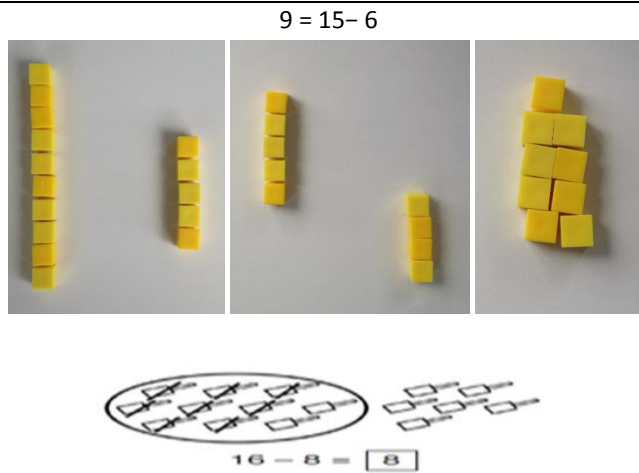 9 = 15– 6
16 – 8 = 8